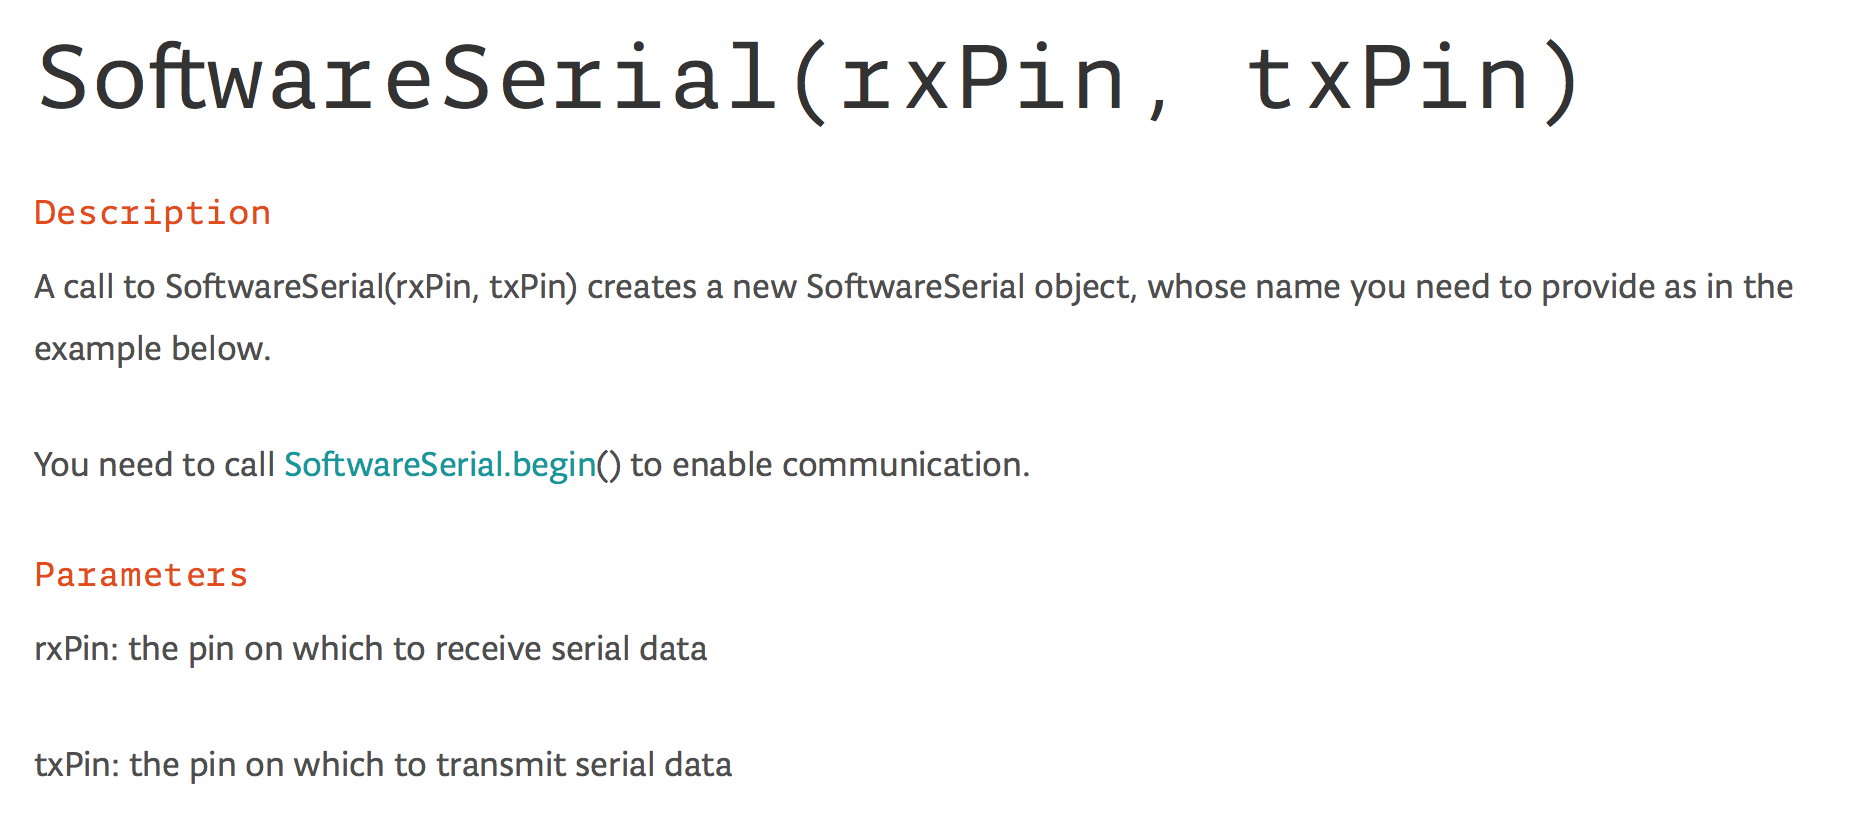 SoftwareSerial(rxPin, txPin)
Description
A call to SoftwareSerial(rxPin, txPin) creates a new SoftwareSerial object, whose name you need to provide as in the
example below.
You need to call SoftwareSerial.begin() to enable communication.
Parameters
rxPin: the pin on which to receive serial data
txPin: the pin on which to transmit serial data